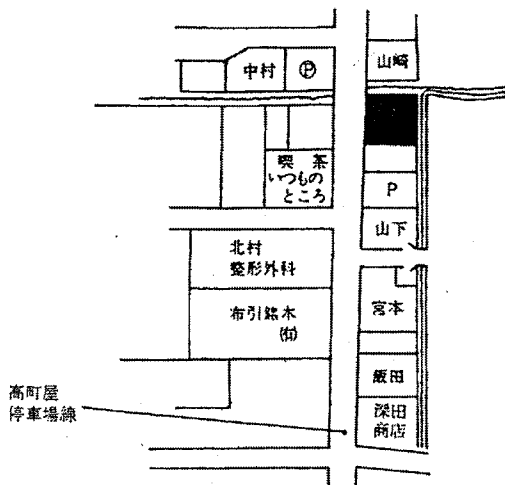 山崎
中村
Ⓟ
喫茶
いつもの
ところ
P
山下
北村
整形外科
布引銘木
㈲
宮本
飯田
深田
商店
高町屋
停車場線